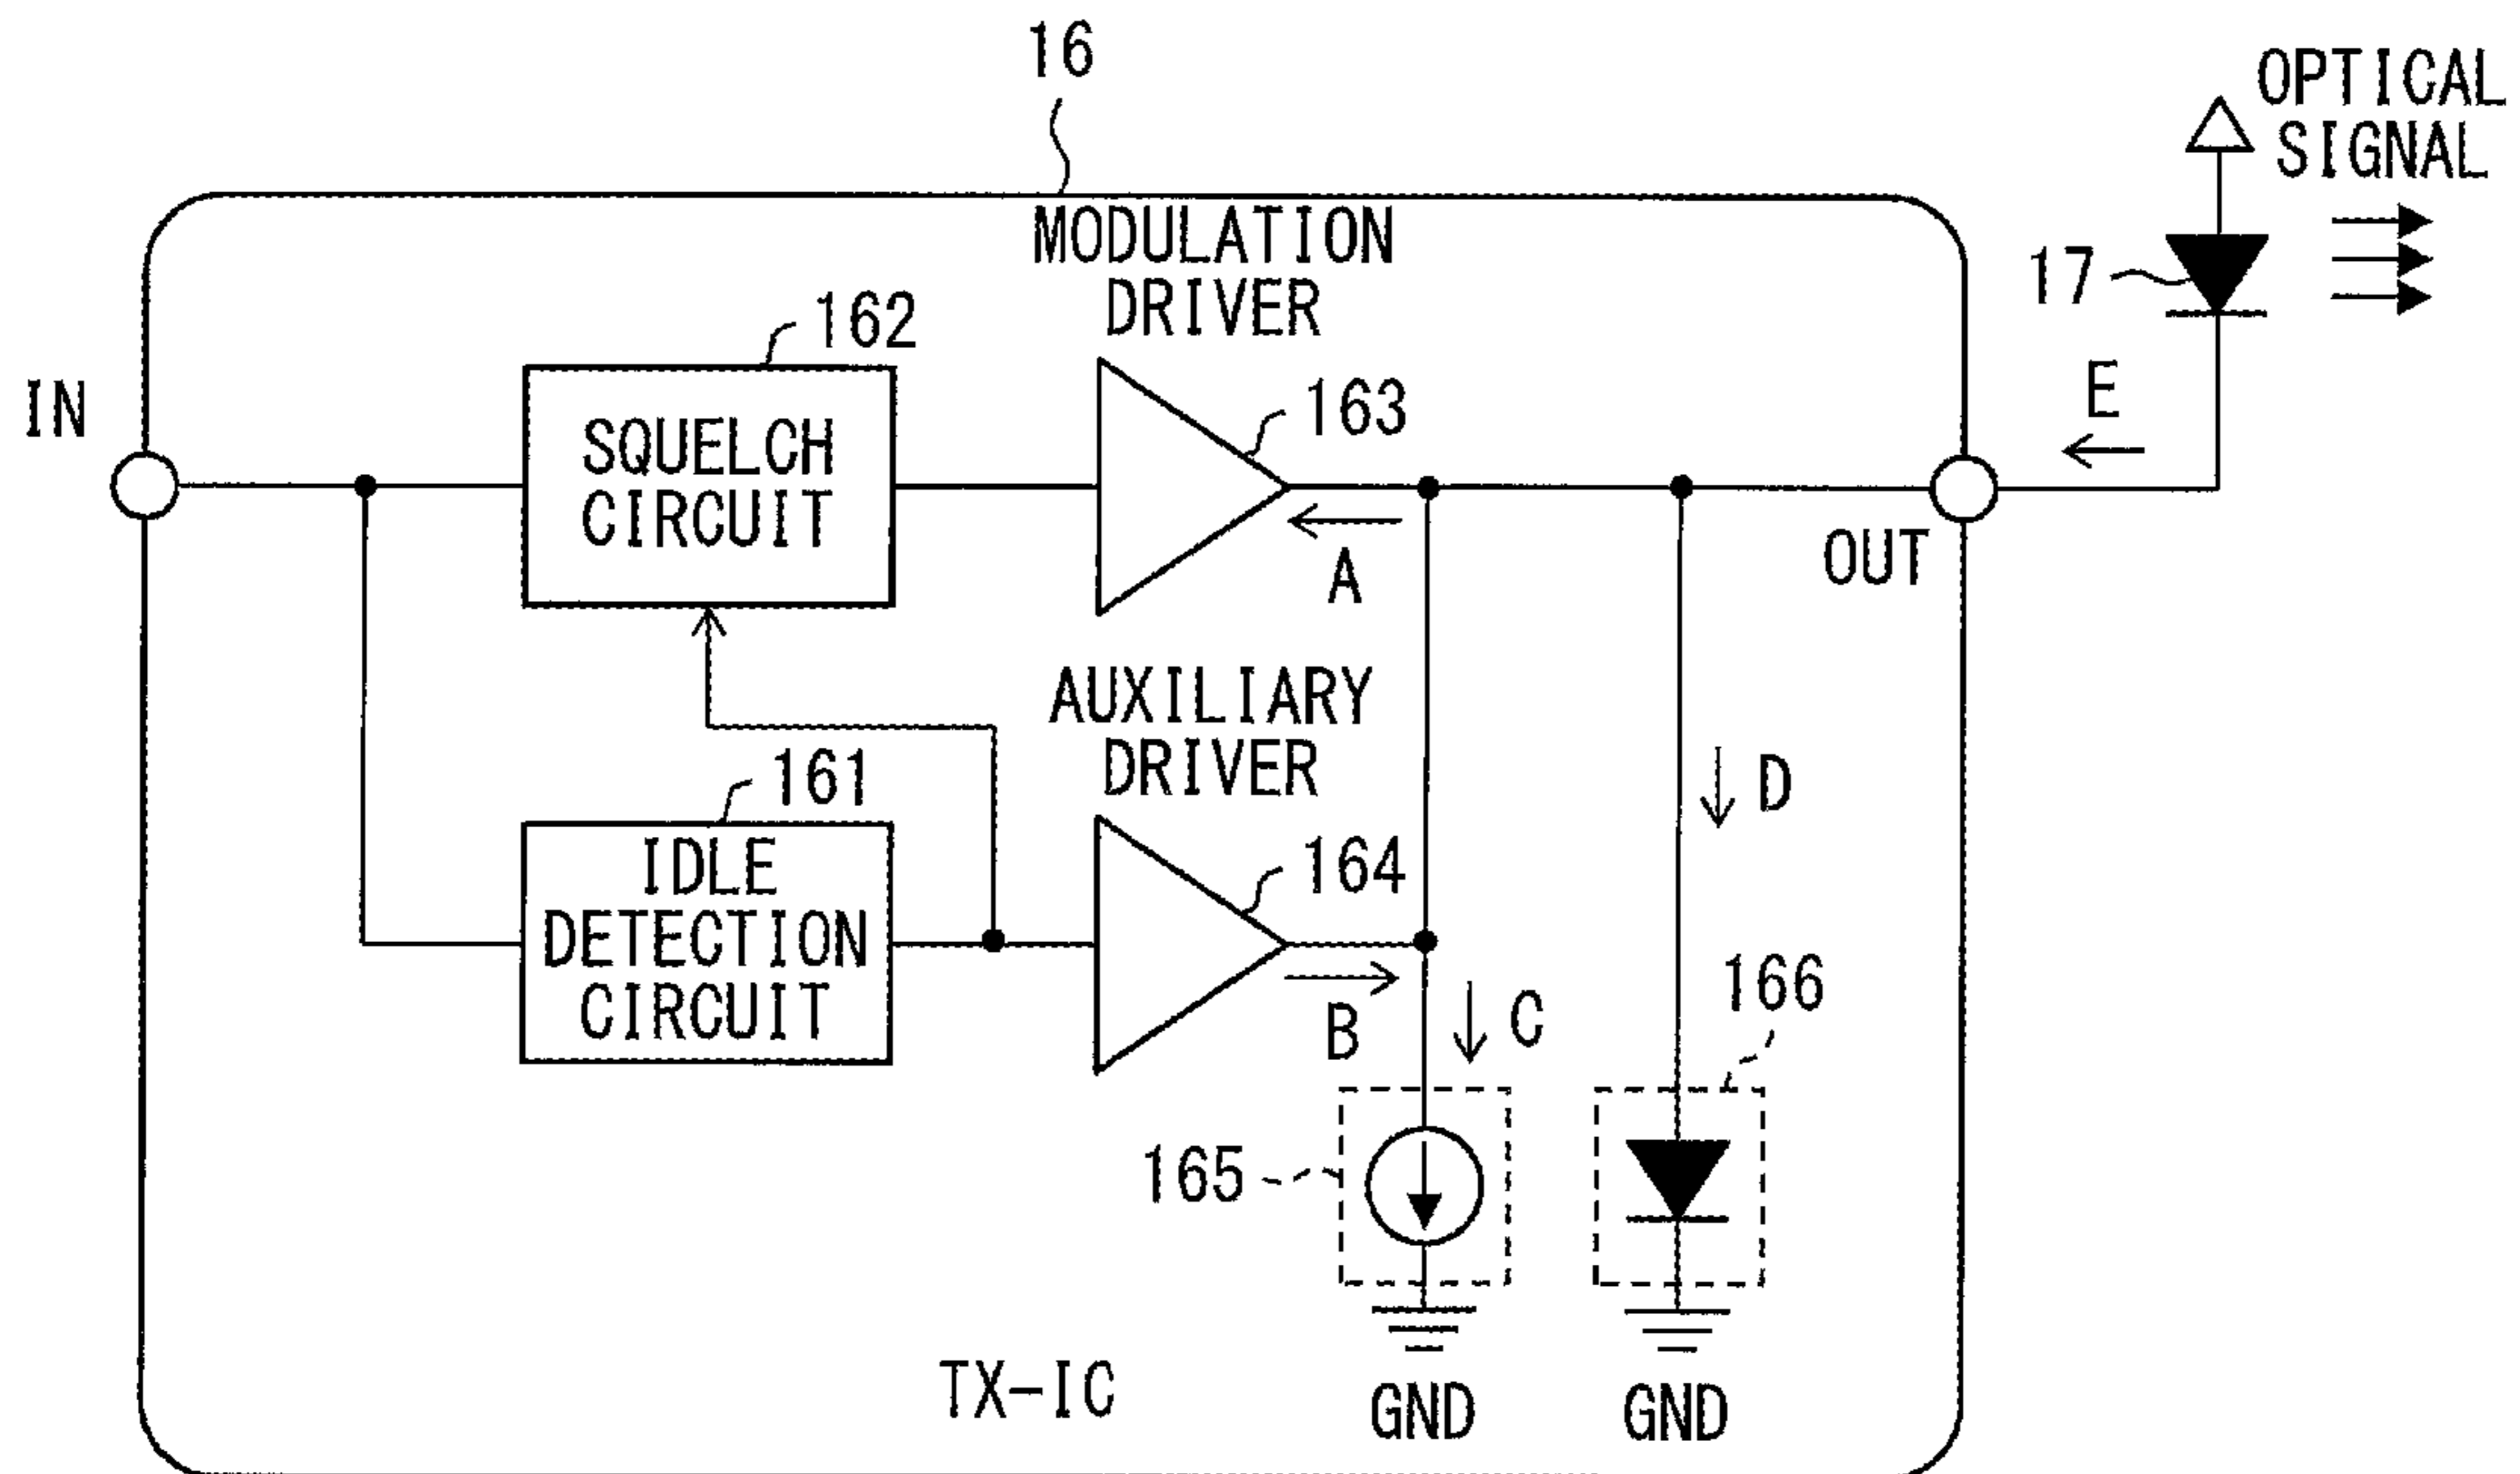 16
OPTICAL
SIGNAL
MODULATION
DRIVER
17
162
IN
163
E
SQUELCH
CIRCUIT
A
OUT
AUXILIARY
DRIVER
161
D
164
IDLE
DETECTION
CIRCUIT
166
B
C
165
TX-IC
GND
GND